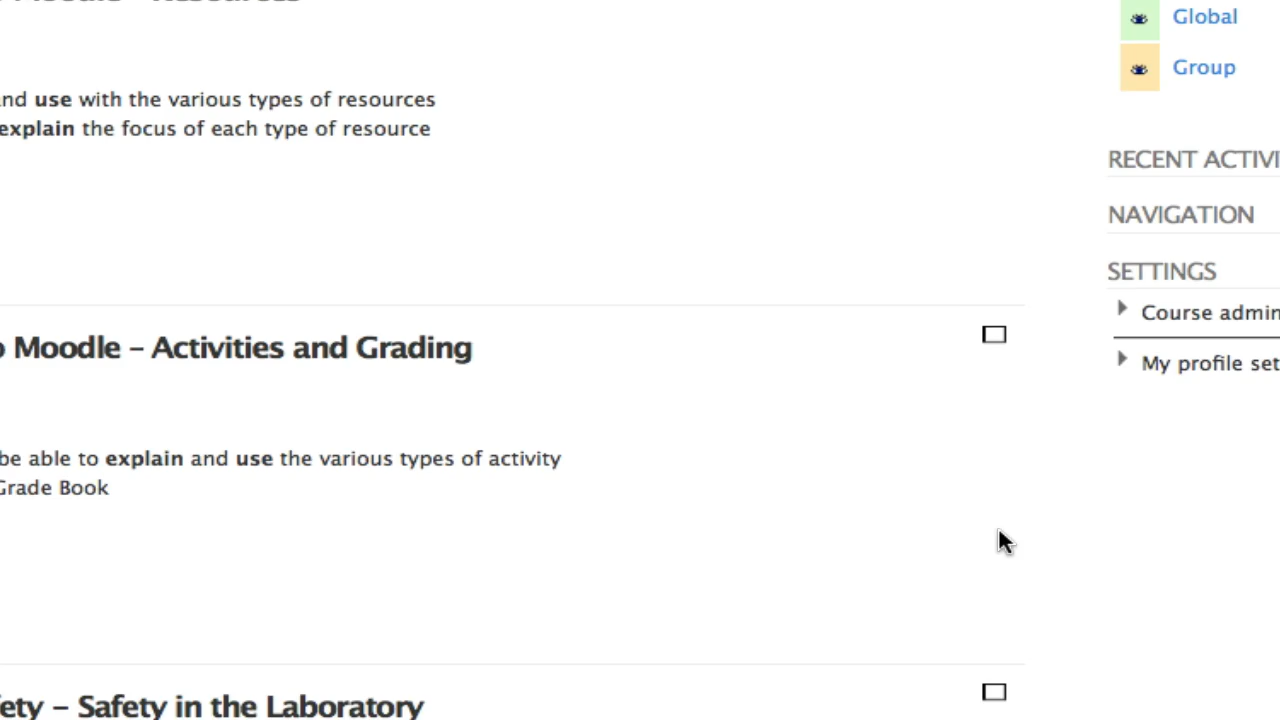 Moodle - Resources
and use with the various types of resources
explain the focus of each type of resource
Moodle – Activities and Grading
be able to explain and use the various types of activity
Grade Book
– Safety in the Laboratory
Global
Group
RECENT ACTIVI
NAVIGATION
SETTINGS
Course admin
My profile set